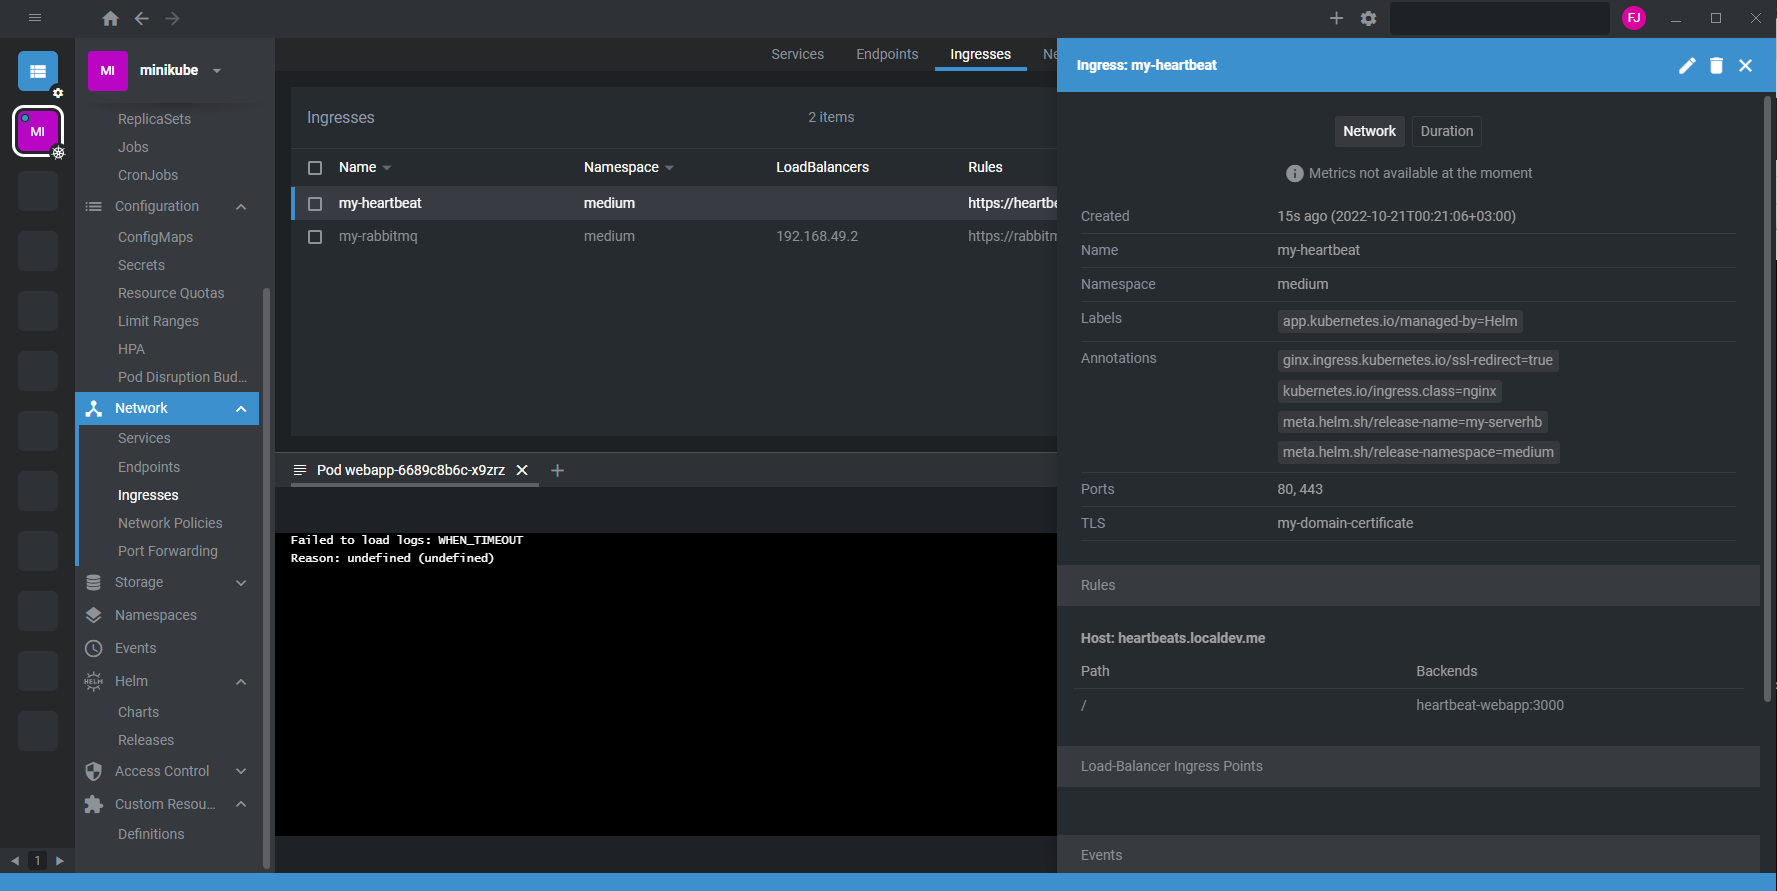 FJ
MI
minikube
MI
ReplicaSets
Jobs
CronJobs
Configuration
ConfigMaps
Secrets
Resource Quotas
Limit Ranges
HPA
Pod Disruption Bud...
Network
Services
Endpoints
Ingresses
Network Policies
Port Forwarding
Storage
Namespaces
Events
HELM Helm
Charts
Releases
Access Control
Custom Resou...
Definitions
1
Services Endpoints Ingresses Ne
Ingresses 2 items
Name Namespace LoadBalancers Rules
my-heartbeat medium https://heartbe
my-rabbitmq medium 192.168.49.2 https://rabbitm
Pod webapp-6689c8b6c-x9zrz
Failed to load logs: WHEN_TIMEOUT
Reason: undefined (undefined)
Ingress: my-heartbeat
Network Duration
Metrics not available at the moment
Created 15s ago (2022-10-21T00:21:06+03:00)
Name my-heartbeat
Namespace medium
Labels app.kubernetes.io/managed-by=Helm
Annotations ginx.ingress.kubernetes.io/ssl-redirect=true
kubernetes.io/ingress.class=nginx
meta.helm.sh/release-name=my-serverhb
meta.helm.sh/release-namespace=medium
Ports 80, 443
TLS my-domain-certificate
Rules
Host: heartbeats.localdev.me
Path Backends
/ heartbeat-webapp:3000
Load-Balancer Ingress Points
Events